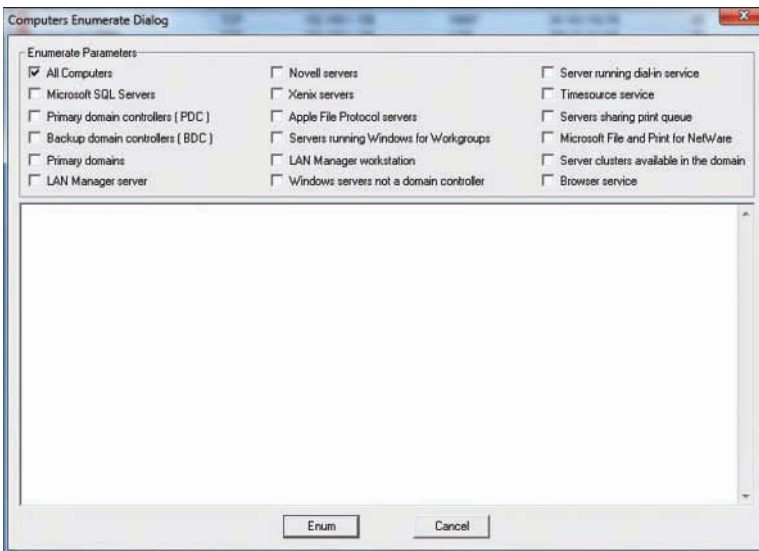 Computers Enumerate Dialog
Enumerate Parameters
All Computers
Microsoft SQL Servers
Primary domain controllers ( PDC )
Backup domain controllers ( BDC )
Primary domains
LAN Manager server
Novell servers
Xenix servers
Apple File Protocol servers
Servers running Windows for Workgroups
LAN Manager workstation
Windows servers not a domain controller
Server running dial-in service
Timesource service
Servers sharing print queue
Microsoft File and Print for NetWare
Server clusters available in the domain
Browser service
Enum
Cancel